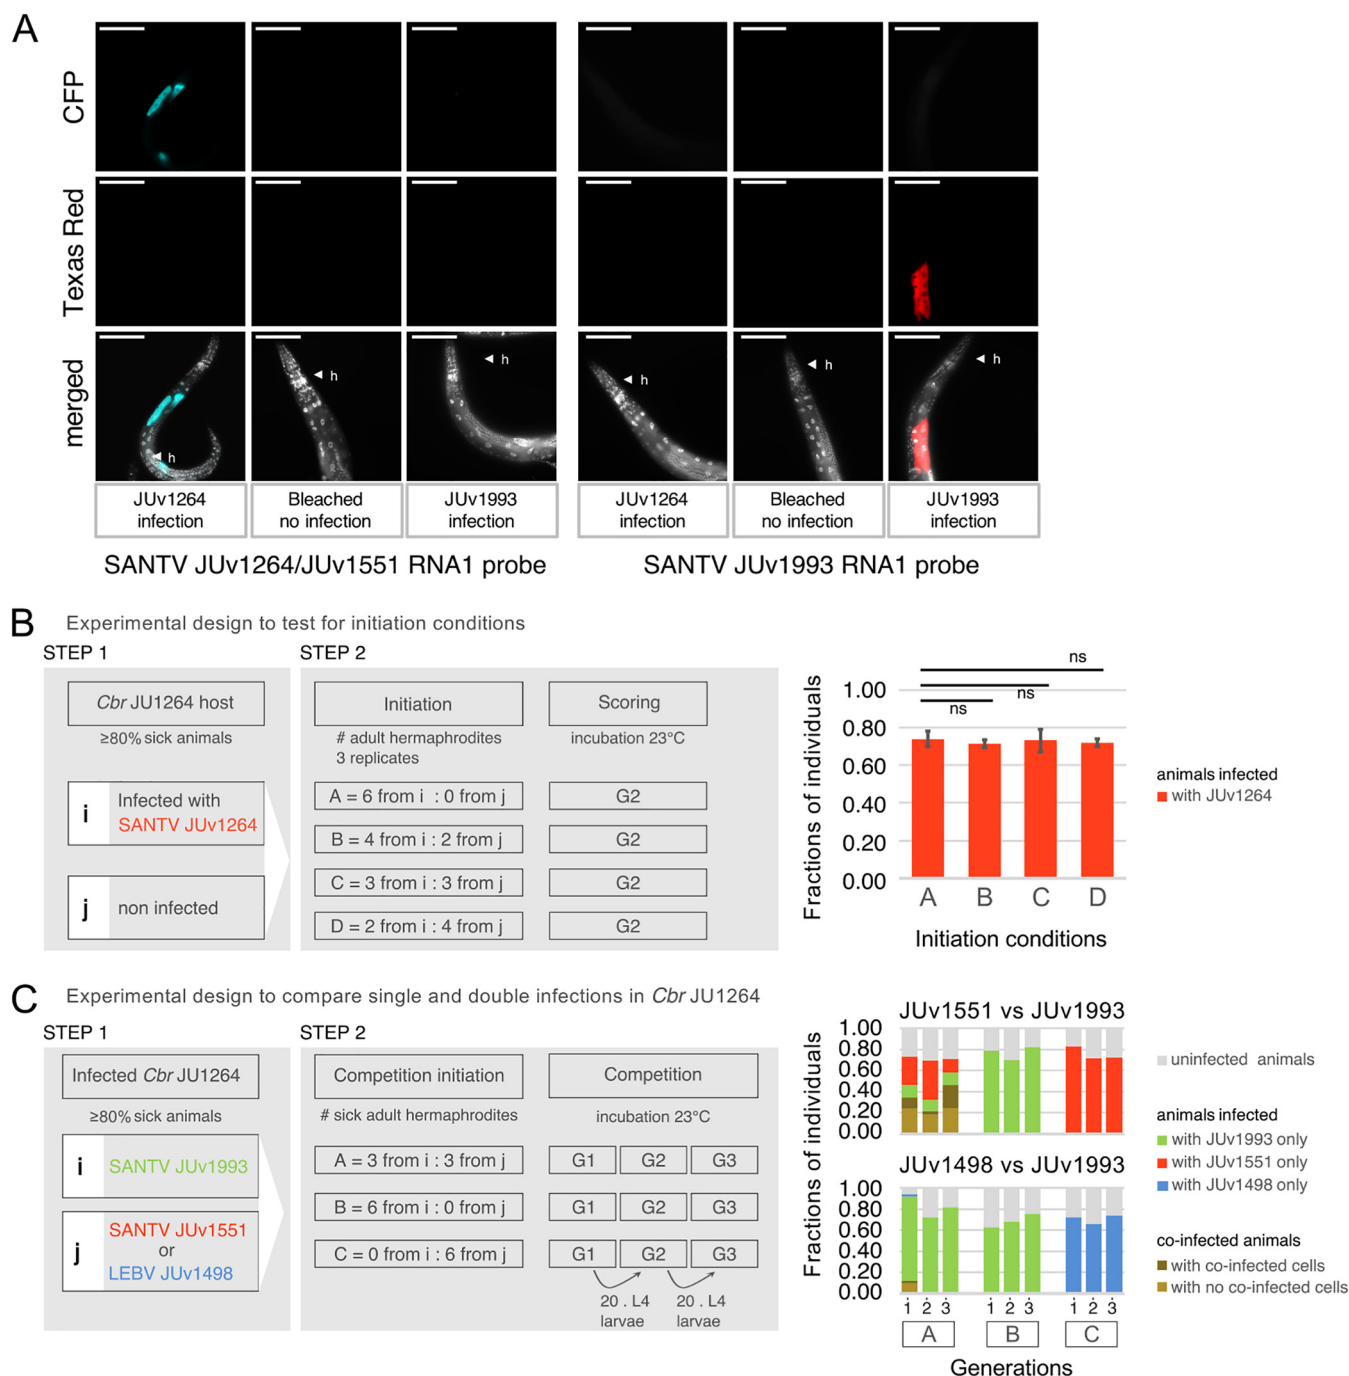 A
CFP
Texas Red
merged
h
h
h
h
h
h
JUv1264
infection
Bleached
no infection
JUv1993
infection
JUv1264
infection
Bleached
no infection
JUv1993
infection
SANTV JUv1264/JUv1551 RNA1 probe
SANTV JUv1993 RNA1 probe
B
Experimental design to test for initiation conditions
STEP 1
STEP 2
Cbr JU1264 host
≥80% sick animals
i
Infected with
SANTV JUv1264
j
non infected
Initiation
# adult hermaphrodites
3 replicates
A = 6 from i : 0 from j
B = 4 from i : 2 from j
C = 3 from i : 3 from j
D = 2 from i : 4 from j
Scoring
incubation 23°C
G2
G2
G2
G2
Fractions of individuals
1.00
0.80
0.60
0.40
0.20
0.00
ns
ns
ns
A B C D
Initiation conditions
animals infected
with JUv1264
C
Experimental design to compare single and double infections in Cbr JU1264
STEP 1
STEP 2
Infected Cbr JU1264
≥80% sick animals
i
SANTV JUv1993
j
SANTV JUv1551
or
LEBV JUv1498
Competition initiation
# sick adult hermaphrodites
A = 3 from i : 3 from j
B = 6 from i : 0 from j
C = 0 from i : 6 from j
Competition
incubation 23°C
G1 G2 G3
G1 G2 G3
G1 G2 G3
20 . L4
larvae
20 . L4
larvae
Fractions of individuals
JUv1551 vs JUv1993
1.00
0.80
0.60
0.40
0.20
0.00
JUv1498 vs JUv1993
1.00
0.80
0.60
0.40
0.20
0.00
1 2 3 1 2 3 1 2 3
A B C
Generations
uninfected animals
animals infected
with JUv1993 only
with JUv1551 only
with JUv1498 only
co-infected animals
with co-infected cells
with no co-infected cells